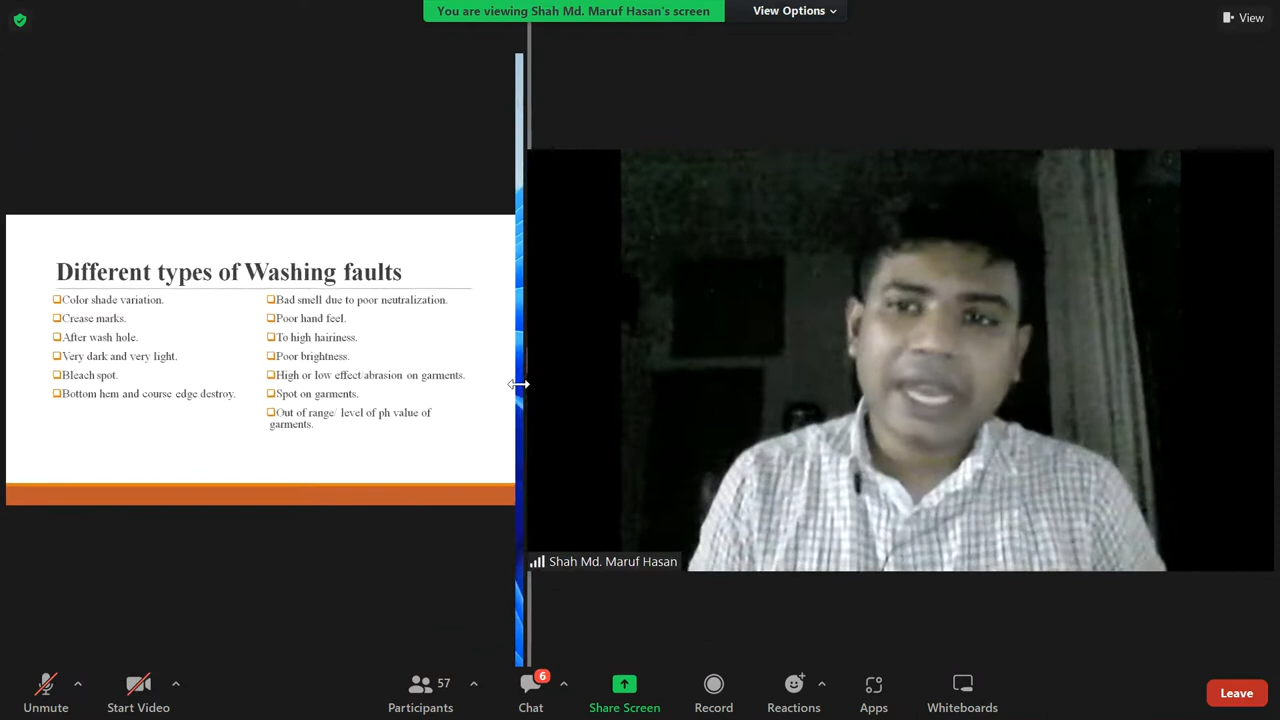 You are viewing Shah Md. Maruf Hasan's screen
View Options
View
Different types of Washing faults
Color shade variation.
Crease marks.
After wash hole.
Very dark and very light.
Bleach spot.
Bottom hem and course edge destroy.
Bad smell due to poor neutralization.
Poor hand feel.
To high hairiness.
Poor brightness.
High or low effect/abrasion on garments.
Spot on garments.
Out of range/ level of ph value of
garments.
Shah Md. Maruf Hasan
Unmute
Start Video
57
Participants
6
Chat
Share Screen
Record
Reactions
Apps
Whiteboards
Leave